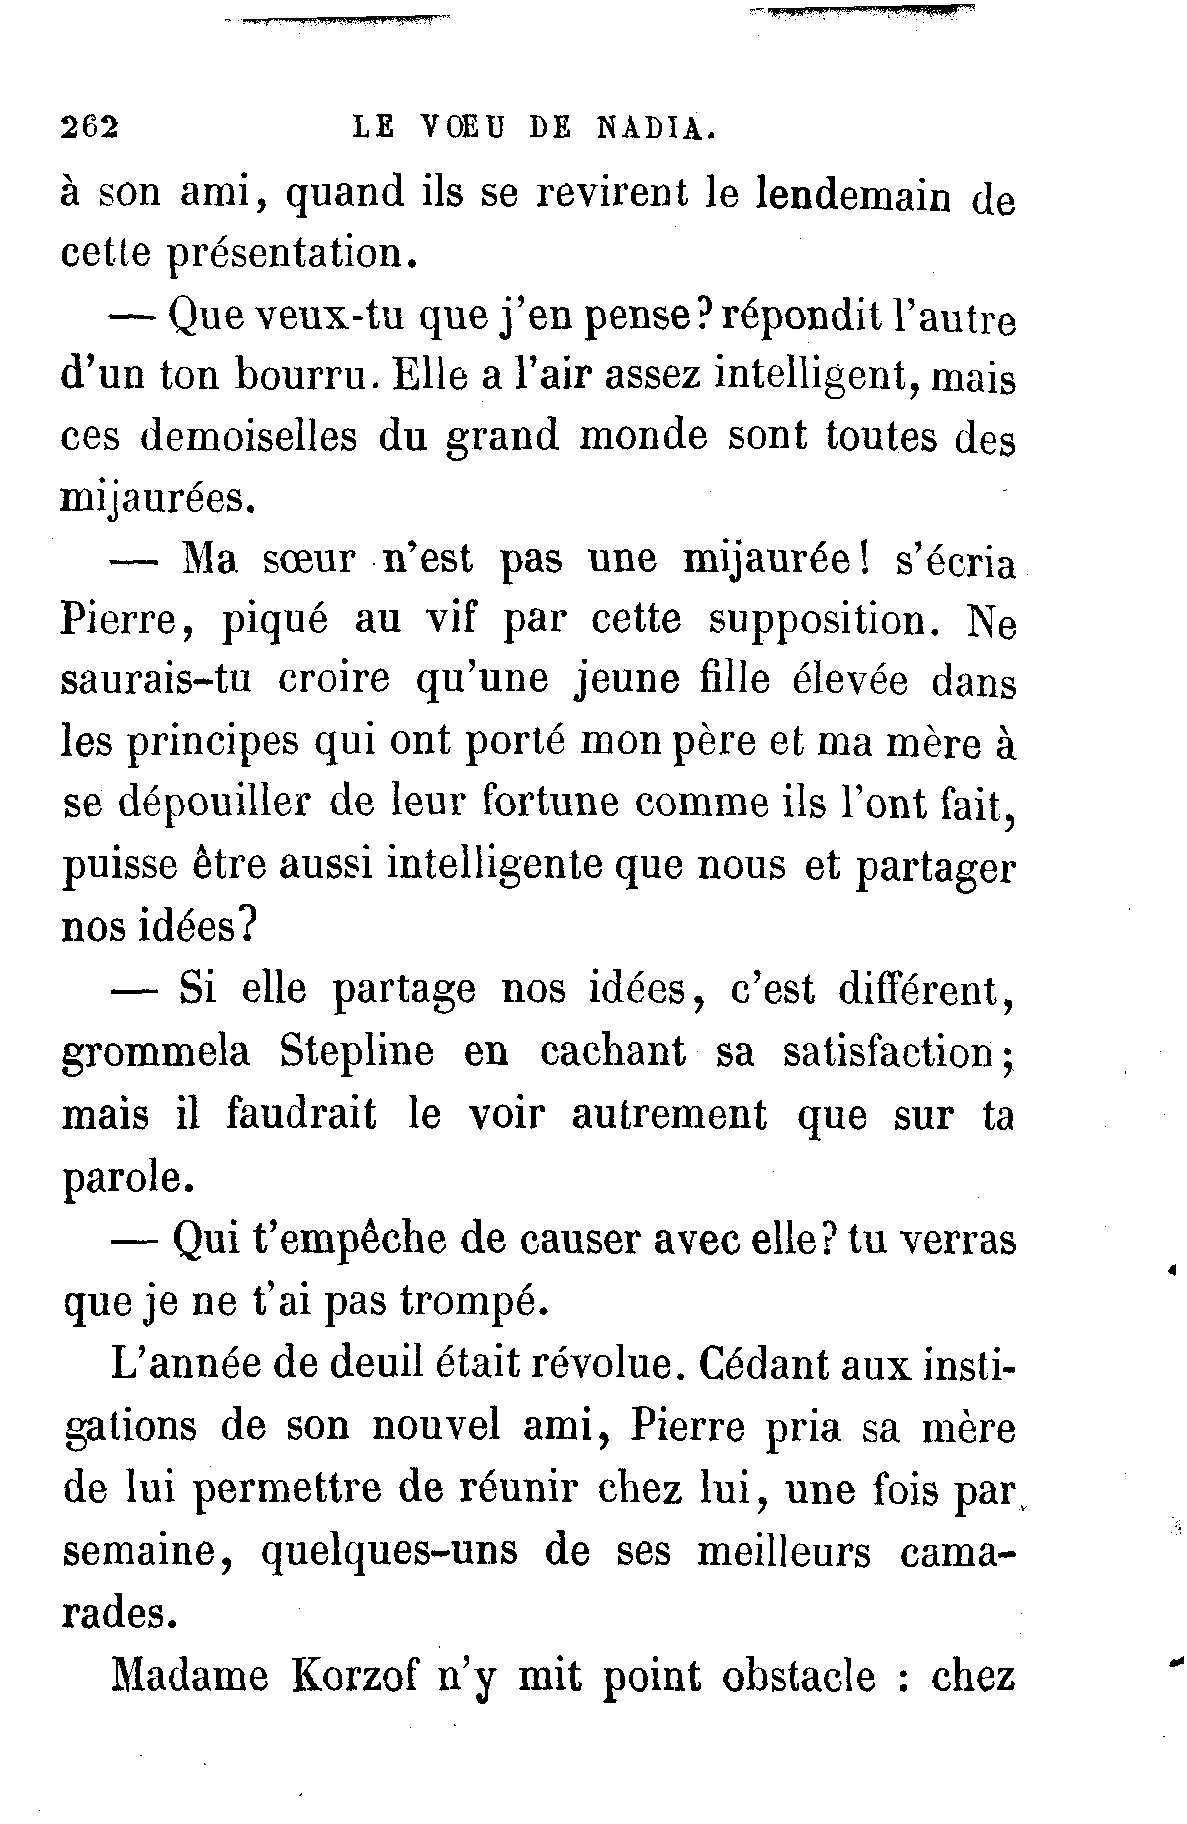 262 LE VŒU DE NADIA.
à son ami, quand ils se revirent le lendemain de
cette présentation.
— Que veux-tu que j'en pense? répondit l'autre
d'un ton bourru. Elle a l'air assez intelligent, mais
ces demoiselles du grand monde sont toutes des
mijaurées.
— Ma sœur n'est pas une mijaurée! s'écria
Pierre, piqué au vif par cette supposition. Ne
saurais-tu croire qu'une jeune fille élevée dans
les principes qui ont porté mon père et ma mère à
se dépouiller de leur fortune comme ils l'ont fait,
puisse être aussi intelligente que nous et partager
nos idées?
— Si elle partage nos idées, c'est différent,
grommela Stepline en cachant sa satisfaction;
mais il faudrait le voir autrement que sur ta
parole.
— Qui t'empêche de causer avec elle? tu verras
que je ne t'ai pas trompé.
L'année de deuil était révolue. Cédant aux insti-
gations de son nouvel ami, Pierre pria sa mère
de lui permettre de réunir chez lui, une fois par
semaine, quelques-uns de ses meilleurs cama-
rades.
Madame Korzof n'y mit point obstacle : chez